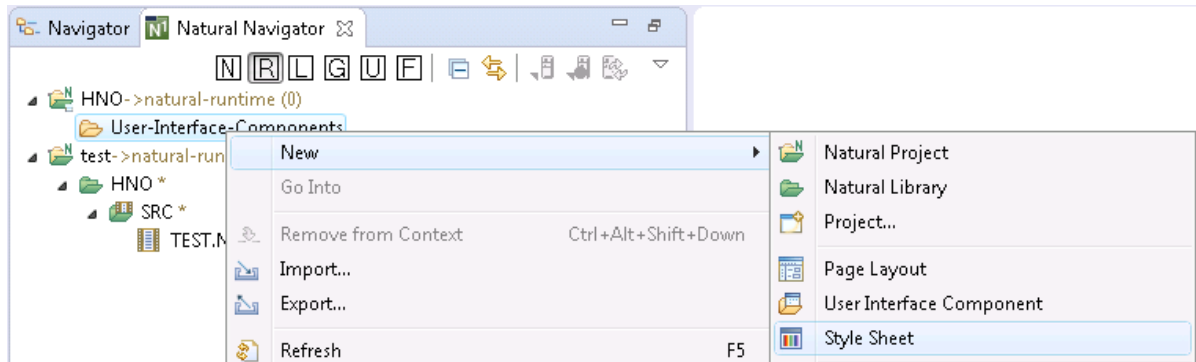 Navigator Natural Navigator
N R L G U F
HNO->natural-runtime (0)
User-Interface-Components
test->natural-run
HNO *
SRC *
TEST.N
New
Go Into
Remove from Context Ctrl+Alt+Shift+Down
Import...
Export...
Refresh F5
Natural Project
Natural Library
Project...
Page Layout
User Interface Component
Style Sheet